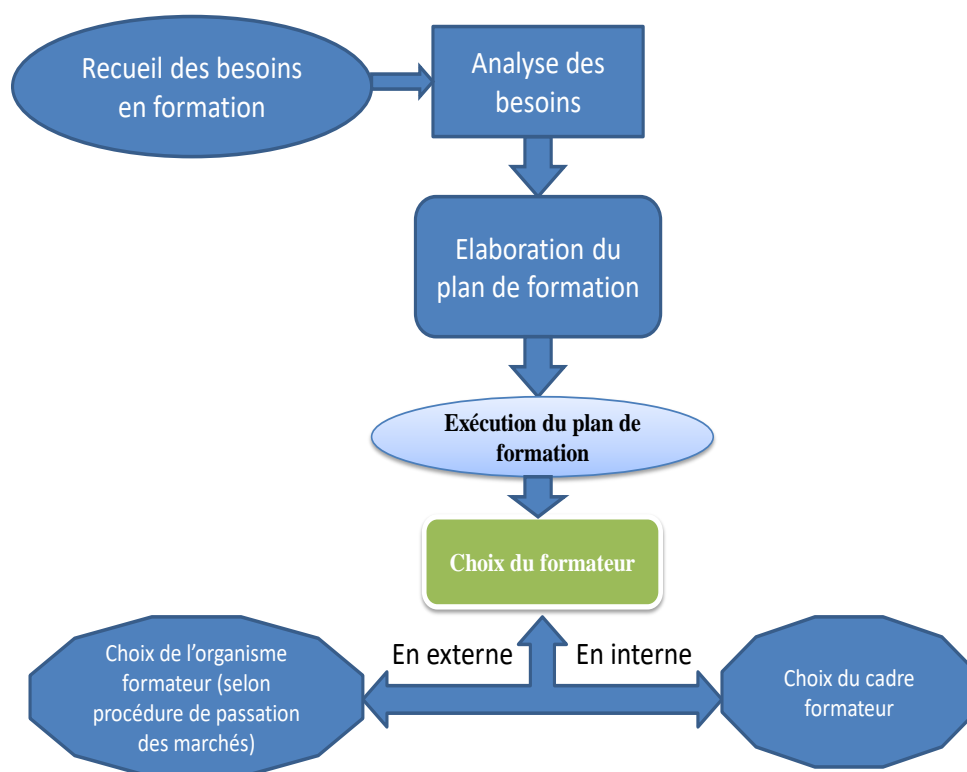 Recueil des besoins
en formation
Analyse des
besoins
Elaboration du
plan de formation
Exécution du plan de
formation
Choix du formateur
En externe
En interne
Choix de l’organisme
formateur (selon
procédure de passation
des marchés)
Choix du cadre
formateur